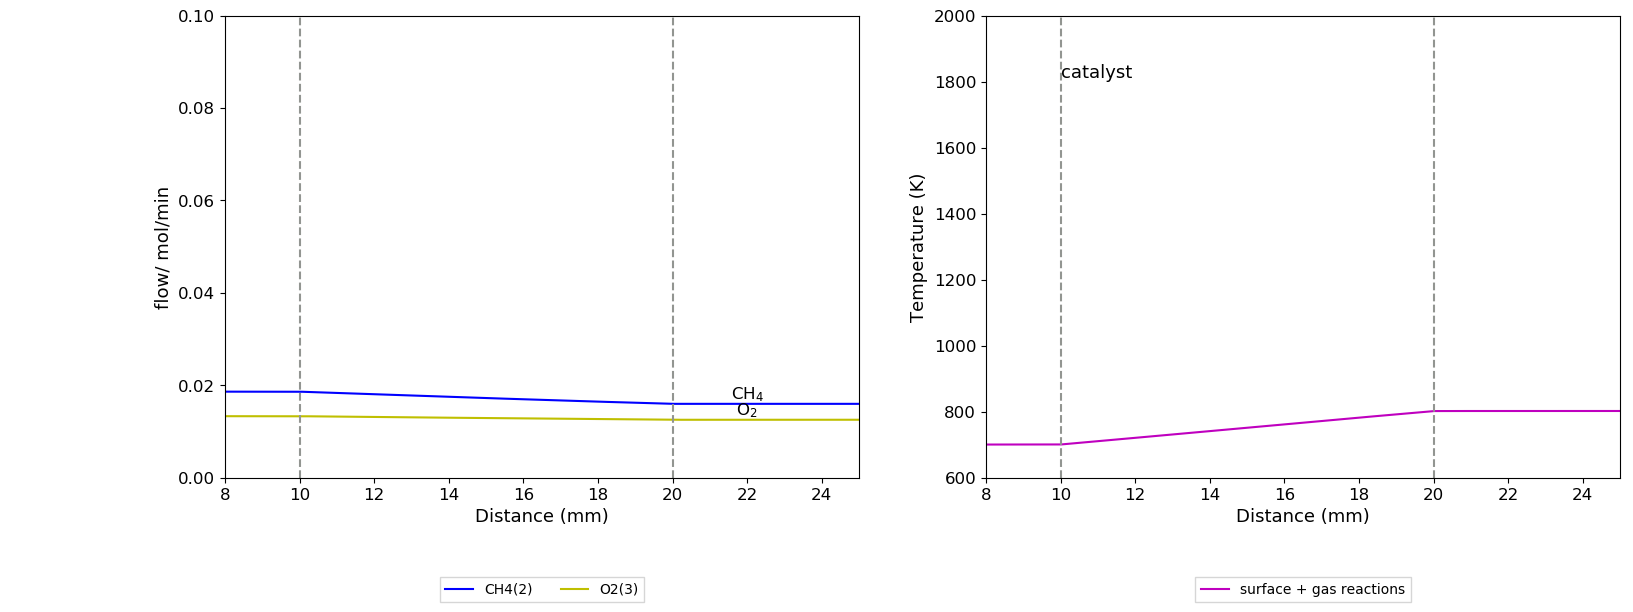 0.10
0.08
0.06
0.04
0.02
0.00
flow/ mol/min
8 10 12 14 16 18 20 22 24
Distance (mm)
CH₄
O₂
CH4(2) O2(3)
2000
1800
1600
1400
1200
1000
800
600
Temperature (K)
catalyst
8 10 12 14 16 18 20 22 24
Distance (mm)
surface + gas reactions